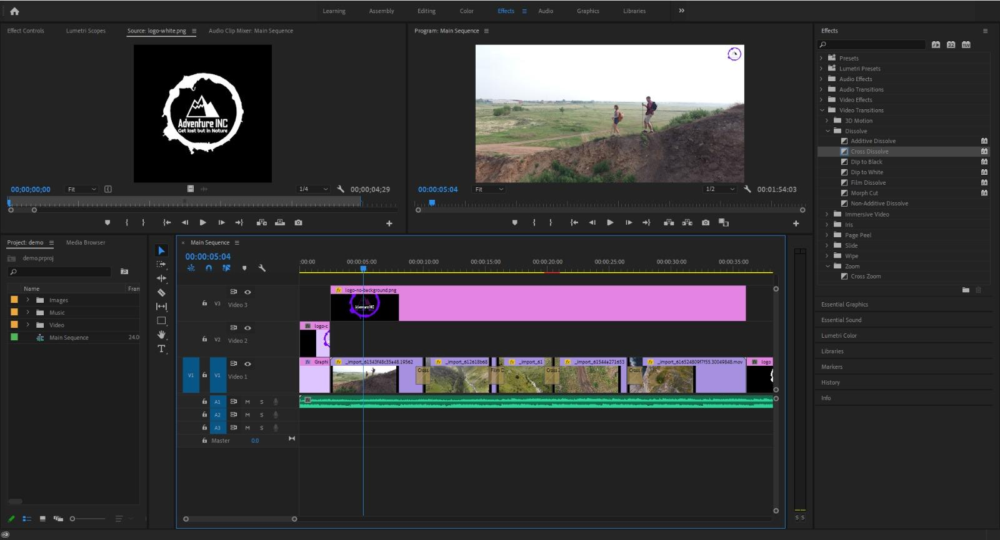 Learning Assembly Editing Color Effects Audio Graphics Libraries
Effect Controls Lumetri Scopes Source: logo-white.png Audio Clip Mixer: Main Sequence
Adventure INC
Get lost but in Nature
00;00;00;00 Fit 1/4 00;00;04;29
Program: Main Sequence
00:00:05:04 Fit 1/2 00:01:54:03
Project: demo Media Browser
demo.prproj
Name Fran
Images
Music
Video
Main Sequence 24.0
Main Sequence
00:00:05:04
:00:00 00:00:05:00 00:00:10:00 00:00:15:00 00:00:20:00 00:00:25:00 00:00:30:00 00:00:35:00
V3 Video 3
logo-no-background.png
Adventure INC
V2 Video 2
logo-c
V1 V1 Video 1
Graphi _import_61543f48c35a48.19562 _import_612618b68 _import_61 _import_61544a271653 _import_616524809f7f55.30049848.mov logo
Cross Film D Cross Z Cross
A1 M S
A2 M S
A3 M S
Master 0.0
S S
Effects
32 YUV
Presets
Lumetri Presets
Audio Effects
Audio Transitions
Video Effects
Video Transitions
3D Motion
Dissolve
Additive Dissolve
Cross Dissolve
Dip to Black
Dip to White
Film Dissolve
Morph Cut
Non-Additive Dissolve
Immersive Video
Iris
Page Peel
Slide
Wipe
Zoom
Cross Zoom
Essential Graphics
Essential Sound
Lumetri Color
Libraries
Markers
History
Info